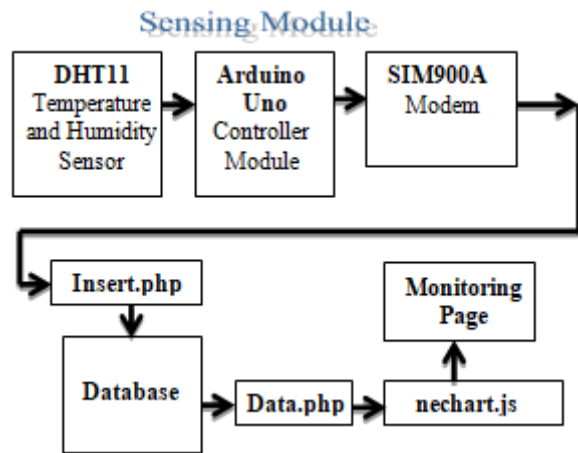 Sensing Module
DHT11
Temperature
and Humidity
Sensor
Arduino
Uno
Controller
Module
SIM900A
Modem
Insert.php
Database
Data.php
nechart.js
Monitoring
Page